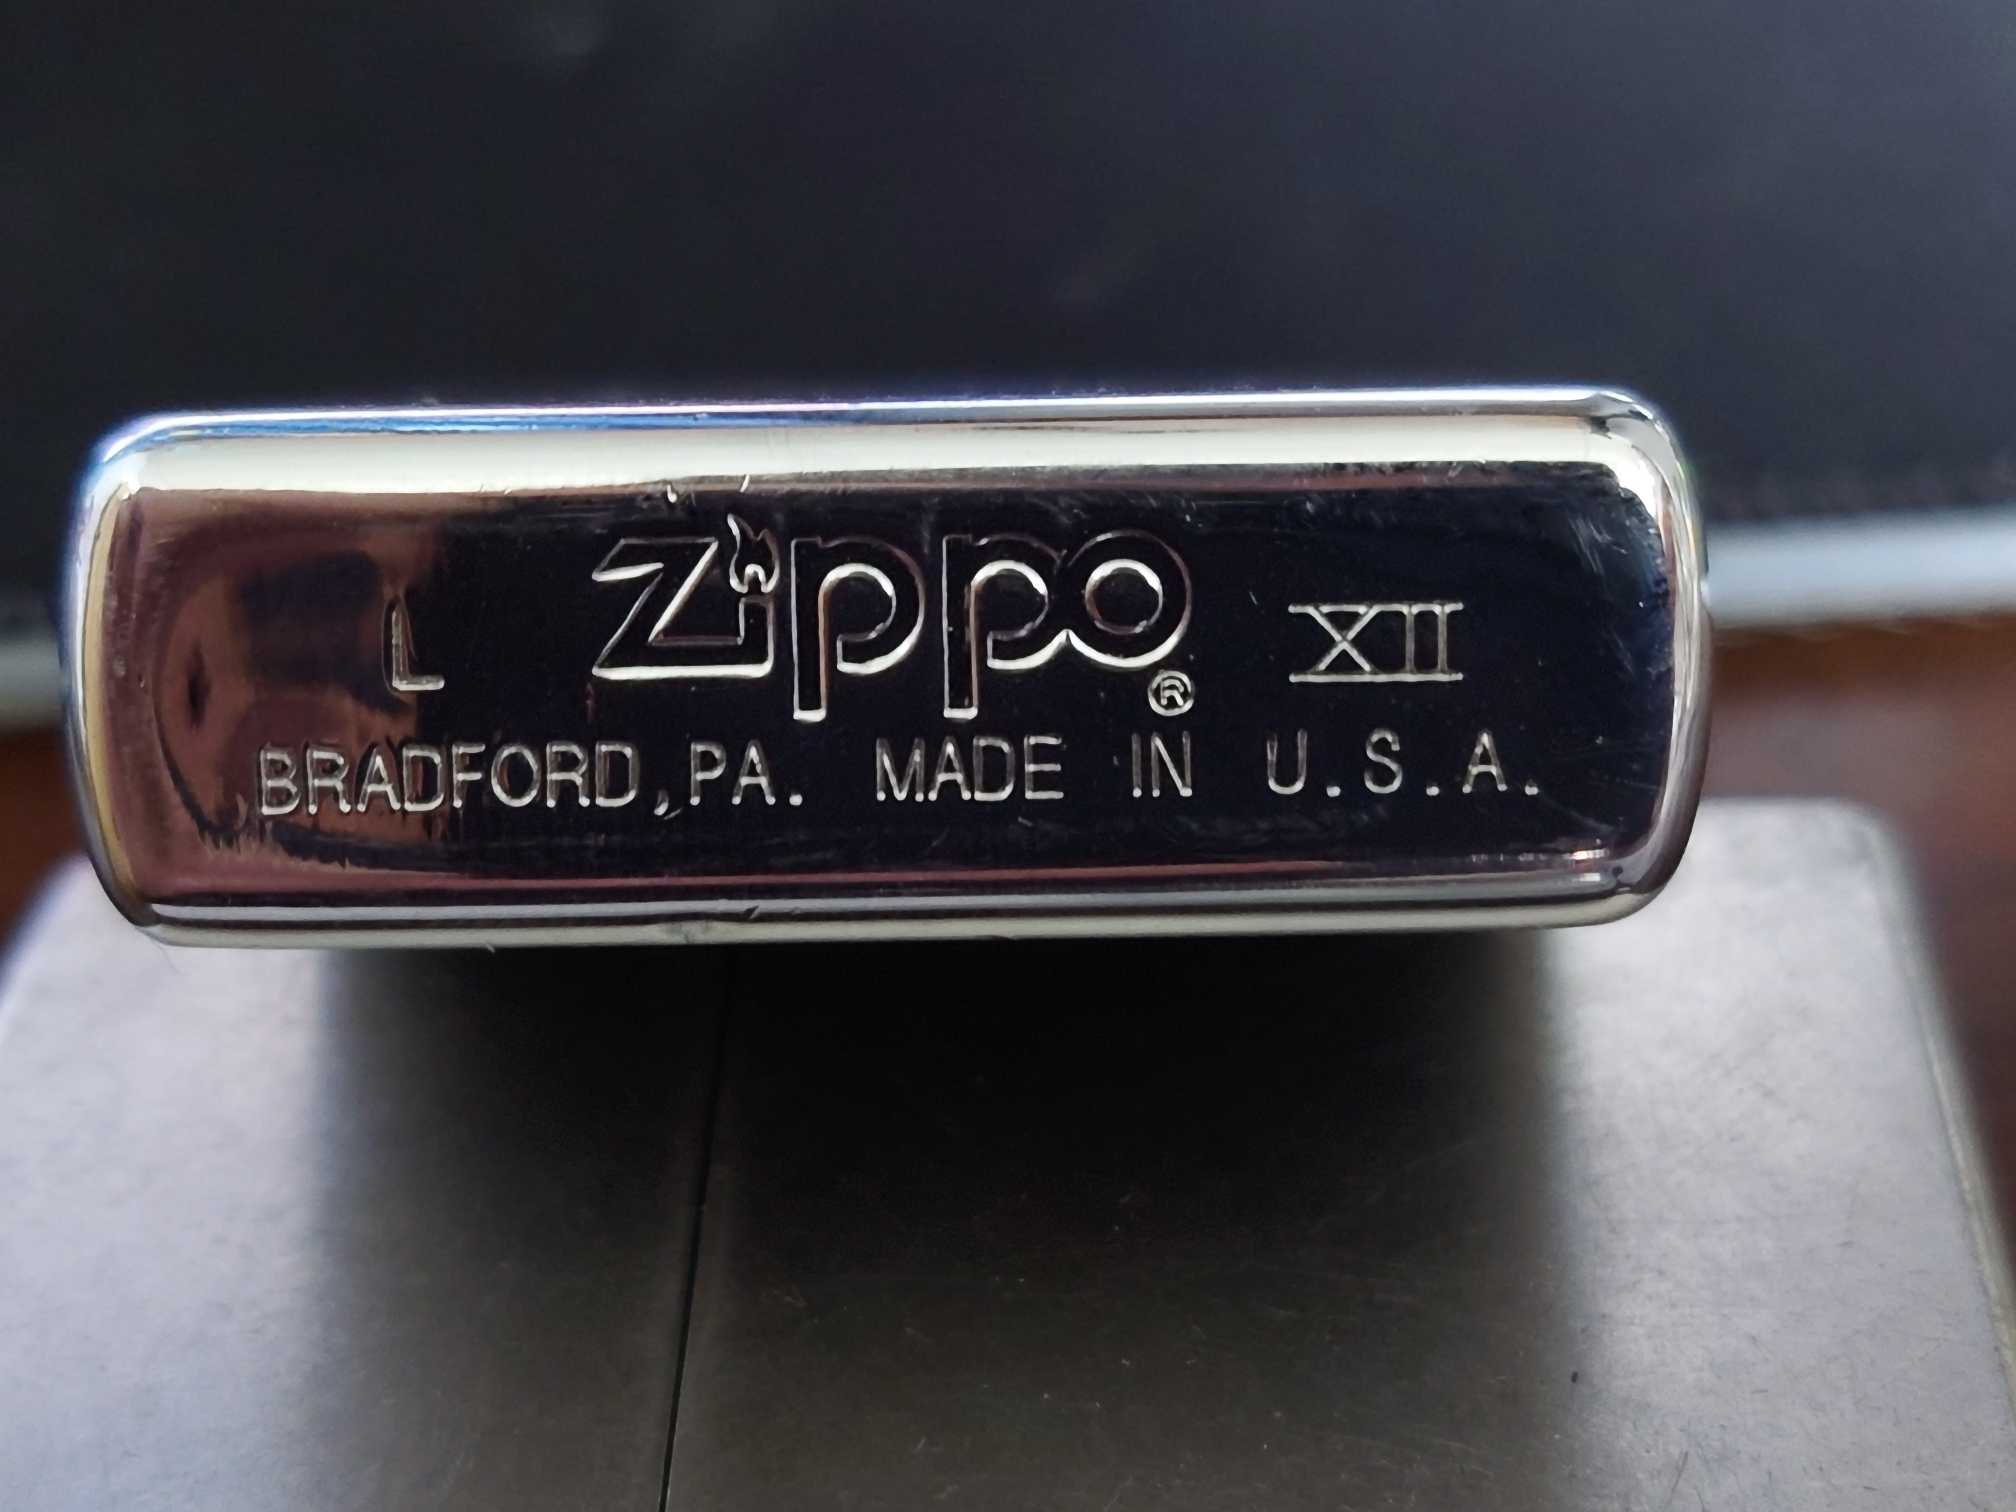 L Zippo® XII
BRADFORD,PA. MADE IN U.S.A.